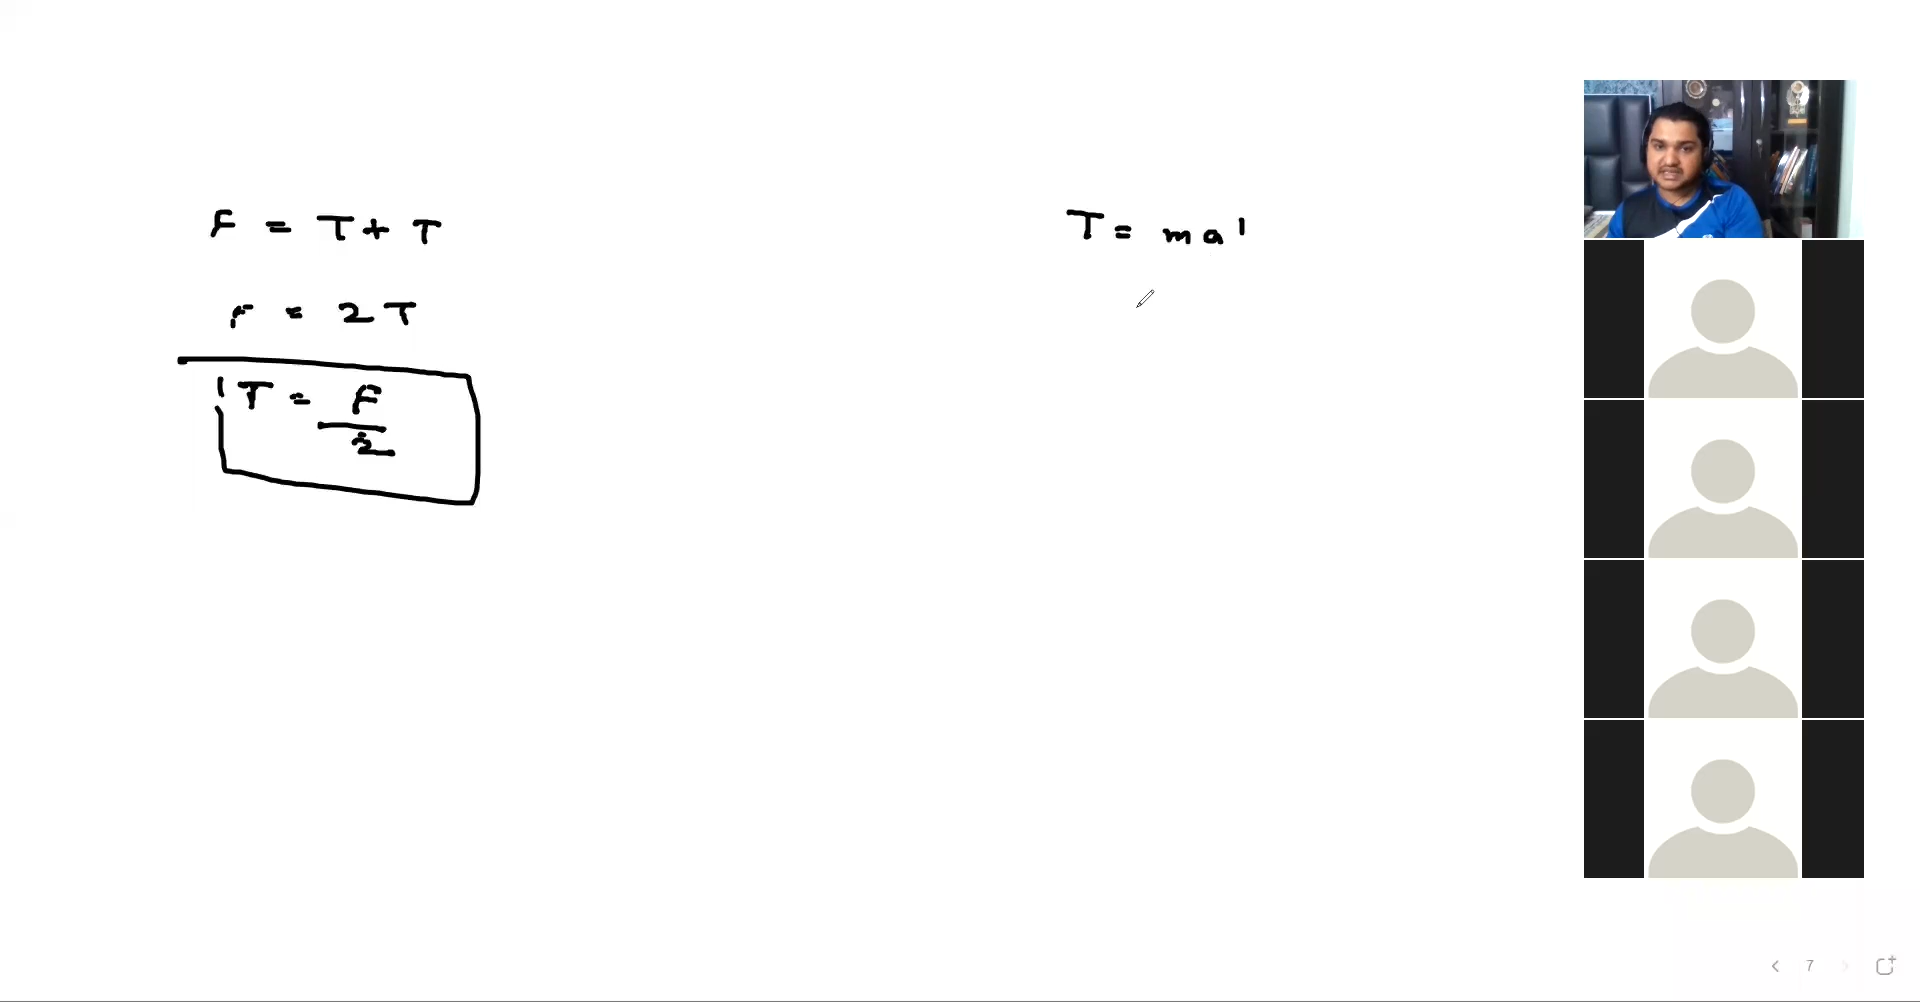 F = T + T
F = 2T
T = F/2
T = ma'
7